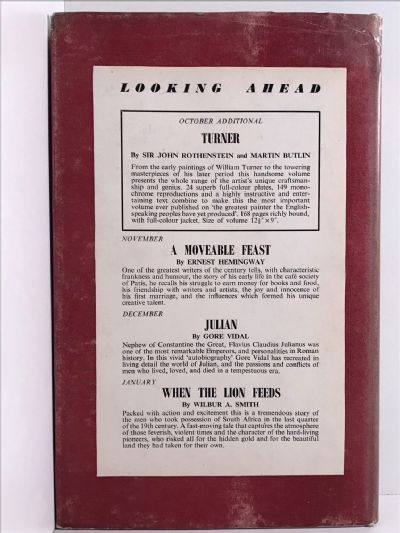 LOOKING AHEAD
OCTOBER ADDITIONAL
TURNER
By SIR JOHN ROTHENSTEIN and MARTIN BUTLIN
From the early paintings of William Turner to the towering
masterpieces of his later period this handsome volume
presents the whole range of the artist's unique craftsman-
ship and genius. 24 superb full-colour plates, 149 mono-
chrome reproductions and a highly instructive and enter-
taining text combine to make this the most important
volume ever published on 'the greatest painter the English-
speaking peoples have yet produced'. 168 pages richly bound,
with full-colour jacket. Size of volume 12½"×9".
NOVEMBER
A MOVEABLE FEAST
By ERNEST HEMINGWAY
One of the greatest writers of the century tells, with characteristic
frankness and humour, the story of his early life in the café society
of Paris, he recalls his struggle to earn money for books and food,
his friendship with writers and artists, the joy and innocence of
his first marriage, and the influences which formed his unique
creative talent.
DECEMBER
JULIAN
By GORE VIDAL
Nephew of Constantine the Great, Flavius Claudius Julianus was
one of the most remarkable Emperors, and personalities in Roman
history. In this vivid 'autobiography' Gore Vidal has recreated in
living detail the world of Julian, and the passions and conflicts of
men who lived, loved, and died in a tempestuous era.
JANUARY
WHEN THE LION FEEDS
By WILBUR A. SMITH
Packed with action and excitement this is a tremendous story of
the men who took possession of South Africa in the last quarter
of the 19th century. A fast-moving tale that captures the atmosphere
of those feverish, violent times and the character of the hard-living
pioneers, who risked all for the hidden gold and for the beautiful
land they had taken for their own.